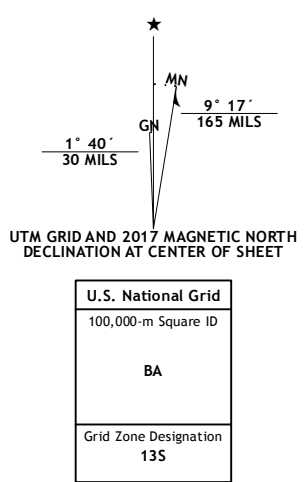 ★
MN
GN
9° 17´
165 MILS
1° 40´
30 MILS
UTM GRID AND 2017 MAGNETIC NORTH
DECLINATION AT CENTER OF SHEET
U.S. National Grid
100,000-m Square ID
BA
Grid Zone Designation
13S